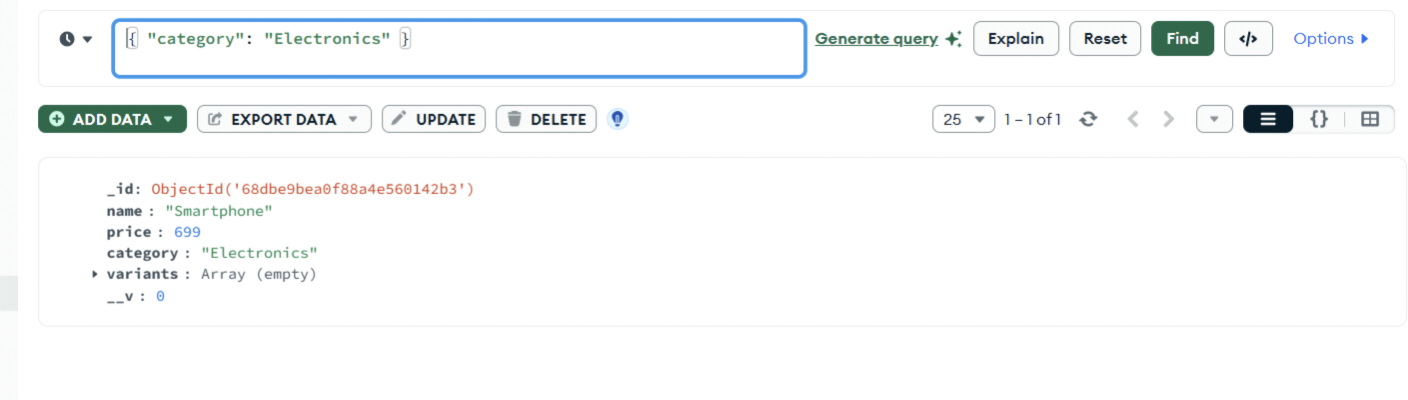 { "category": "Electronics" }
Generate query
Explain
Reset
Find
</>
Options
ADD DATA
EXPORT DATA
UPDATE
DELETE
25
1 – 1 of 1
{}
_id: ObjectId('68dbe9bea0f88a4e560142b3')
name : "Smartphone"
price : 699
category : "Electronics"
variants : Array (empty)
__v : 0